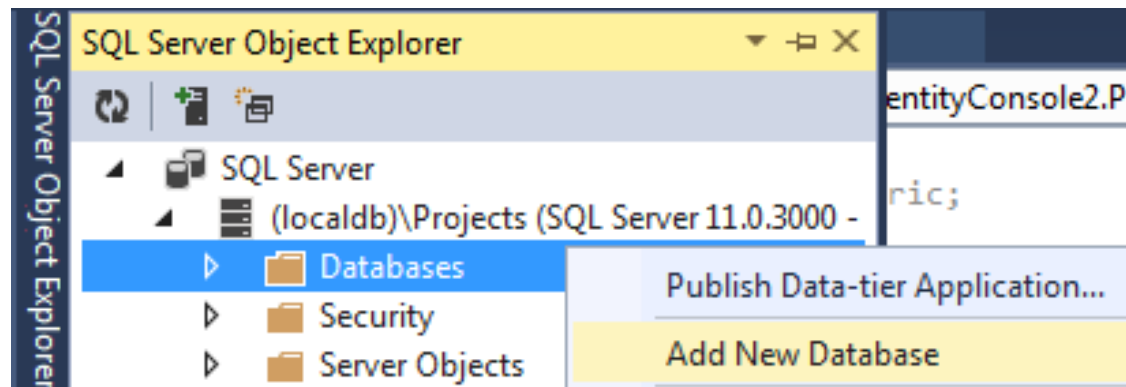 SQL Server Object Explorer
SQL Server Object Explorer
entityConsole2.P
SQL Server
ric;
(localdb)\Projects (SQL Server 11.0.3000 -
Databases
Publish Data-tier Application...
Security
Add New Database
Server Objects